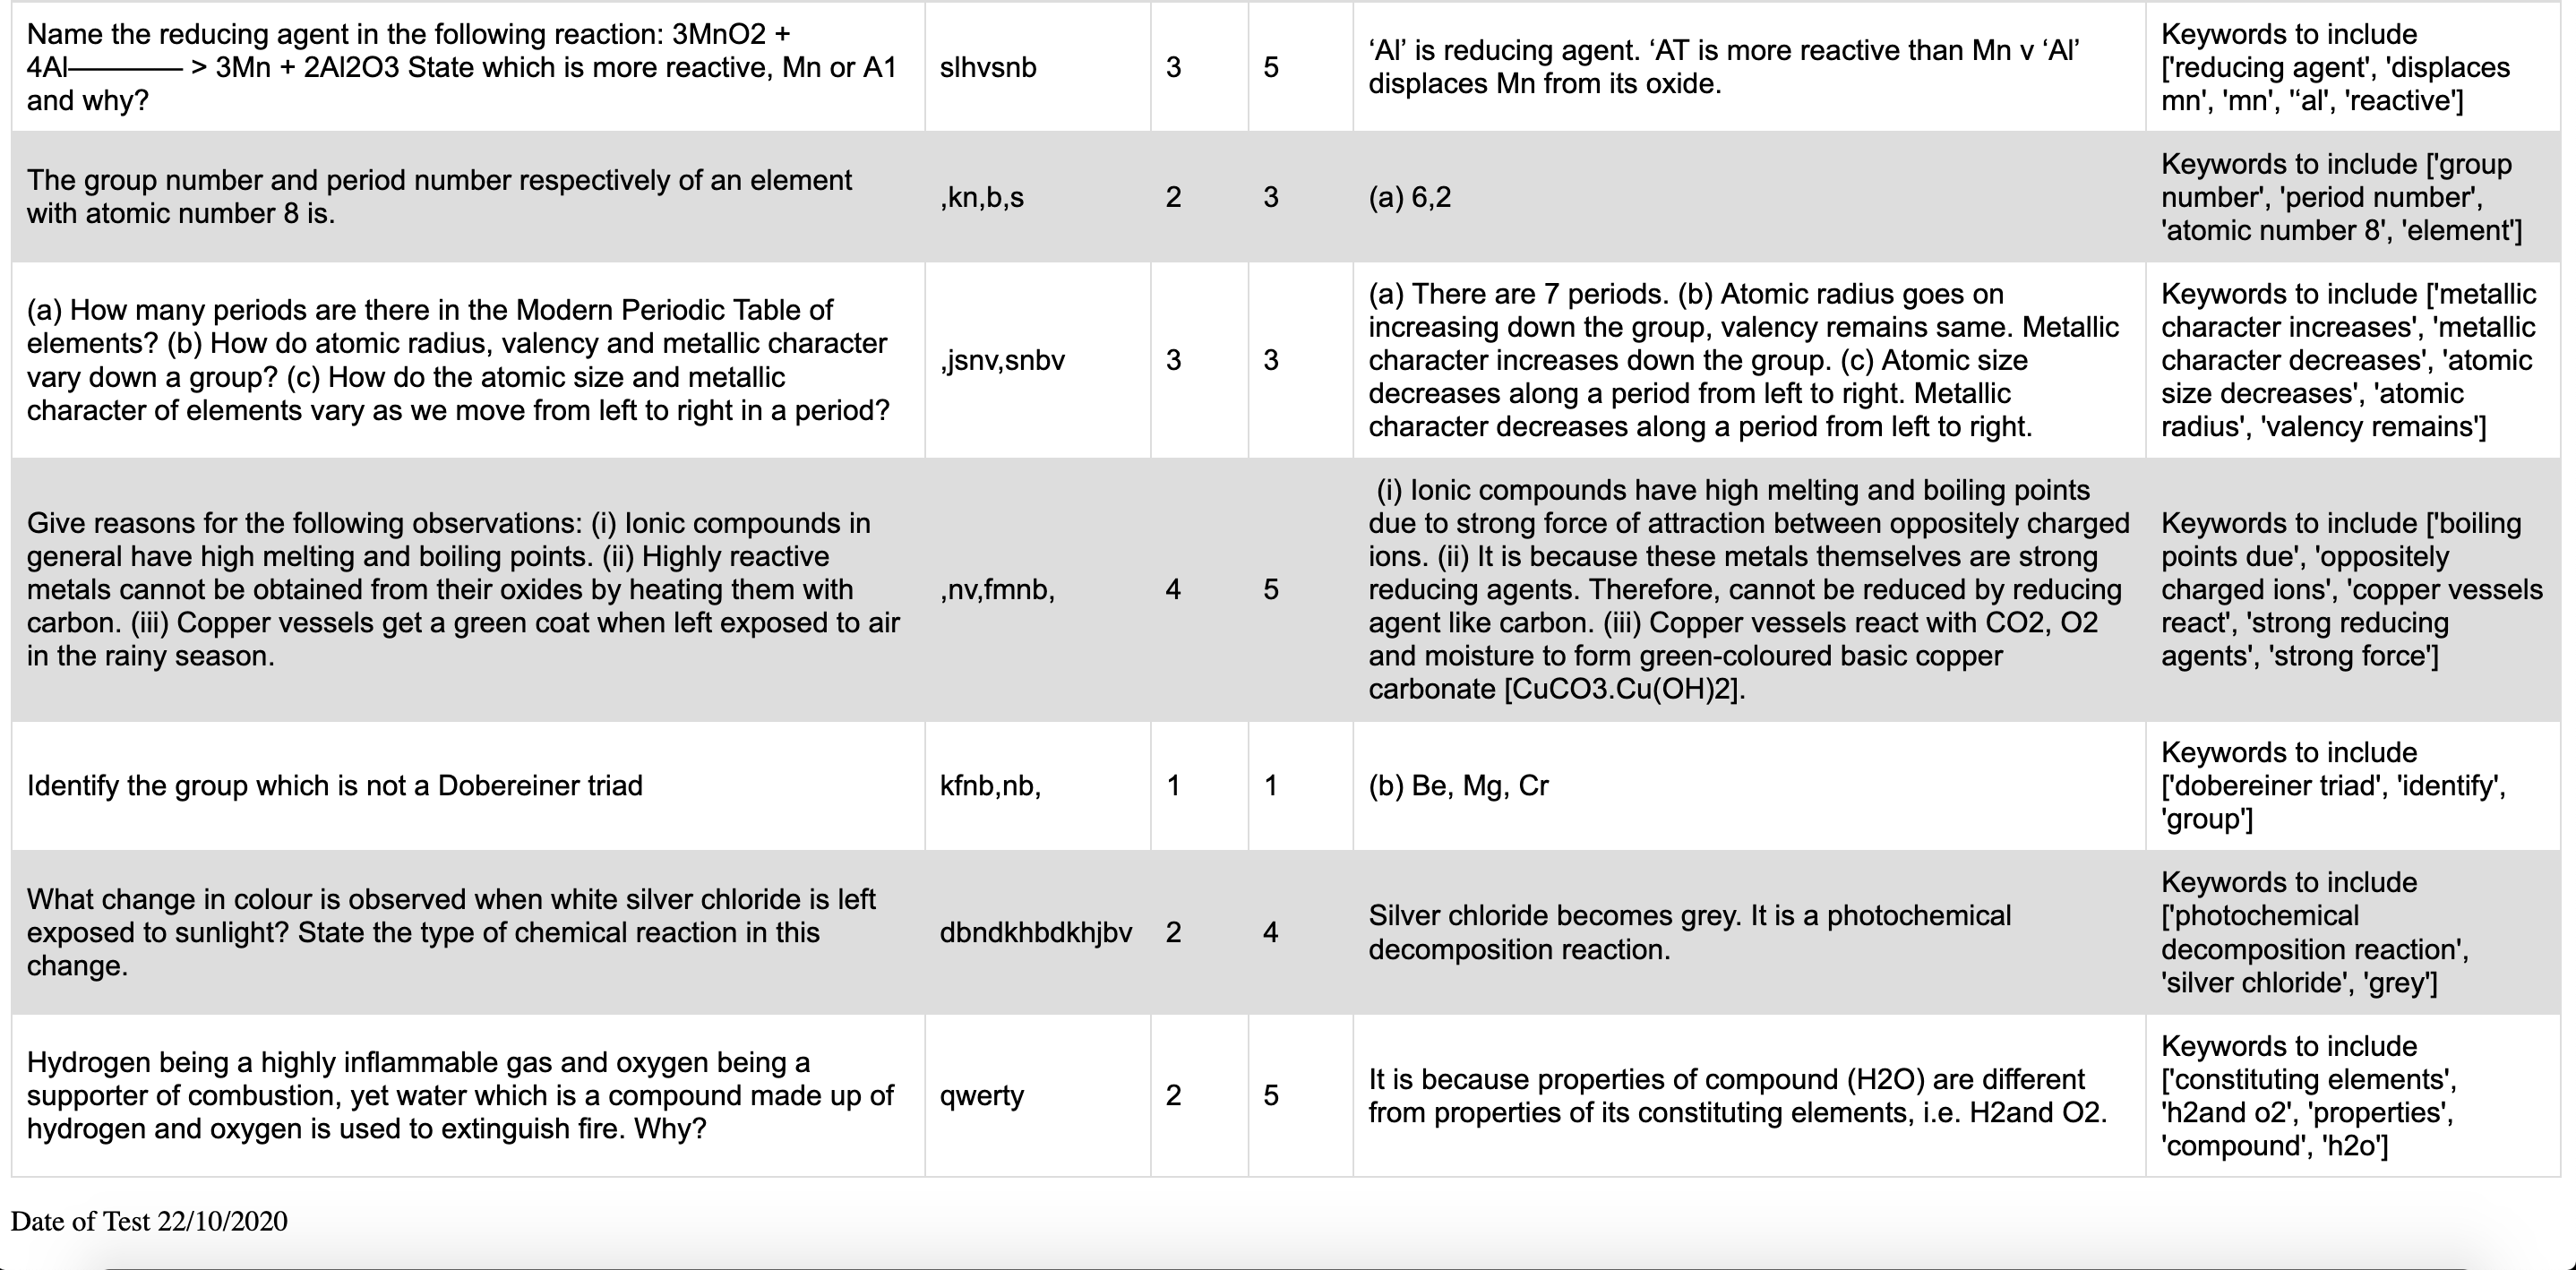 Name the reducing agent in the following reaction: 3MnO2 +
4Al———— > 3Mn + 2Al2O3 State which is more reactive, Mn or A1
and why?
slhvsnb
3
5
‘Al’ is reducing agent. ‘AT is more reactive than Mn v ‘Al’
displaces Mn from its oxide.
Keywords to include
['reducing agent', 'displaces
mn', 'mn', '‘al', 'reactive']
The group number and period number respectively of an element
with atomic number 8 is.
,kn,b,s
2
3
(a) 6,2
Keywords to include ['group
number', 'period number',
'atomic number 8', 'element']
(a) How many periods are there in the Modern Periodic Table of
elements? (b) How do atomic radius, valency and metallic character
vary down a group? (c) How do the atomic size and metallic
character of elements vary as we move from left to right in a period?
,jsnv,snbv
3
3
(a) There are 7 periods. (b) Atomic radius goes on
increasing down the group, valency remains same. Metallic
character increases down the group. (c) Atomic size
decreases along a period from left to right. Metallic
character decreases along a period from left to right.
Keywords to include ['metallic
character increases', 'metallic
character decreases', 'atomic
size decreases', 'atomic
radius', 'valency remains']
Give reasons for the following observations: (i) Ionic compounds in
general have high melting and boiling points. (ii) Highly reactive
metals cannot be obtained from their oxides by heating them with
carbon. (iii) Copper vessels get a green coat when left exposed to air
in the rainy season.
,nv,fmnb,
4
5
(i) Ionic compounds have high melting and boiling points
due to strong force of attraction between oppositely charged
ions. (ii) It is because these metals themselves are strong
reducing agents. Therefore, cannot be reduced by reducing
agent like carbon. (iii) Copper vessels react with CO2, O2
and moisture to form green-coloured basic copper
carbonate [CuCO3.Cu(OH)2].
Keywords to include ['boiling
points due', 'oppositely
charged ions', 'copper vessels
react', 'strong reducing
agents', 'strong force']
Identify the group which is not a Dobereiner triad
kfnb,nb,
1
1
(b) Be, Mg, Cr
Keywords to include
['dobereiner triad', 'identify',
'group']
What change in colour is observed when white silver chloride is left
exposed to sunlight? State the type of chemical reaction in this
change.
dbndkhbdkhjbv
2
4
Silver chloride becomes grey. It is a photochemical
decomposition reaction.
Keywords to include
['photochemical
decomposition reaction',
'silver chloride', 'grey']
Hydrogen being a highly inflammable gas and oxygen being a
supporter of combustion, yet water which is a compound made up of
hydrogen and oxygen is used to extinguish fire. Why?
qwerty
2
5
It is because properties of compound (H2O) are different
from properties of its constituting elements, i.e. H2and O2.
Keywords to include
['constituting elements',
'h2and o2', 'properties',
'compound', 'h2o']
Date of Test 22/10/2020